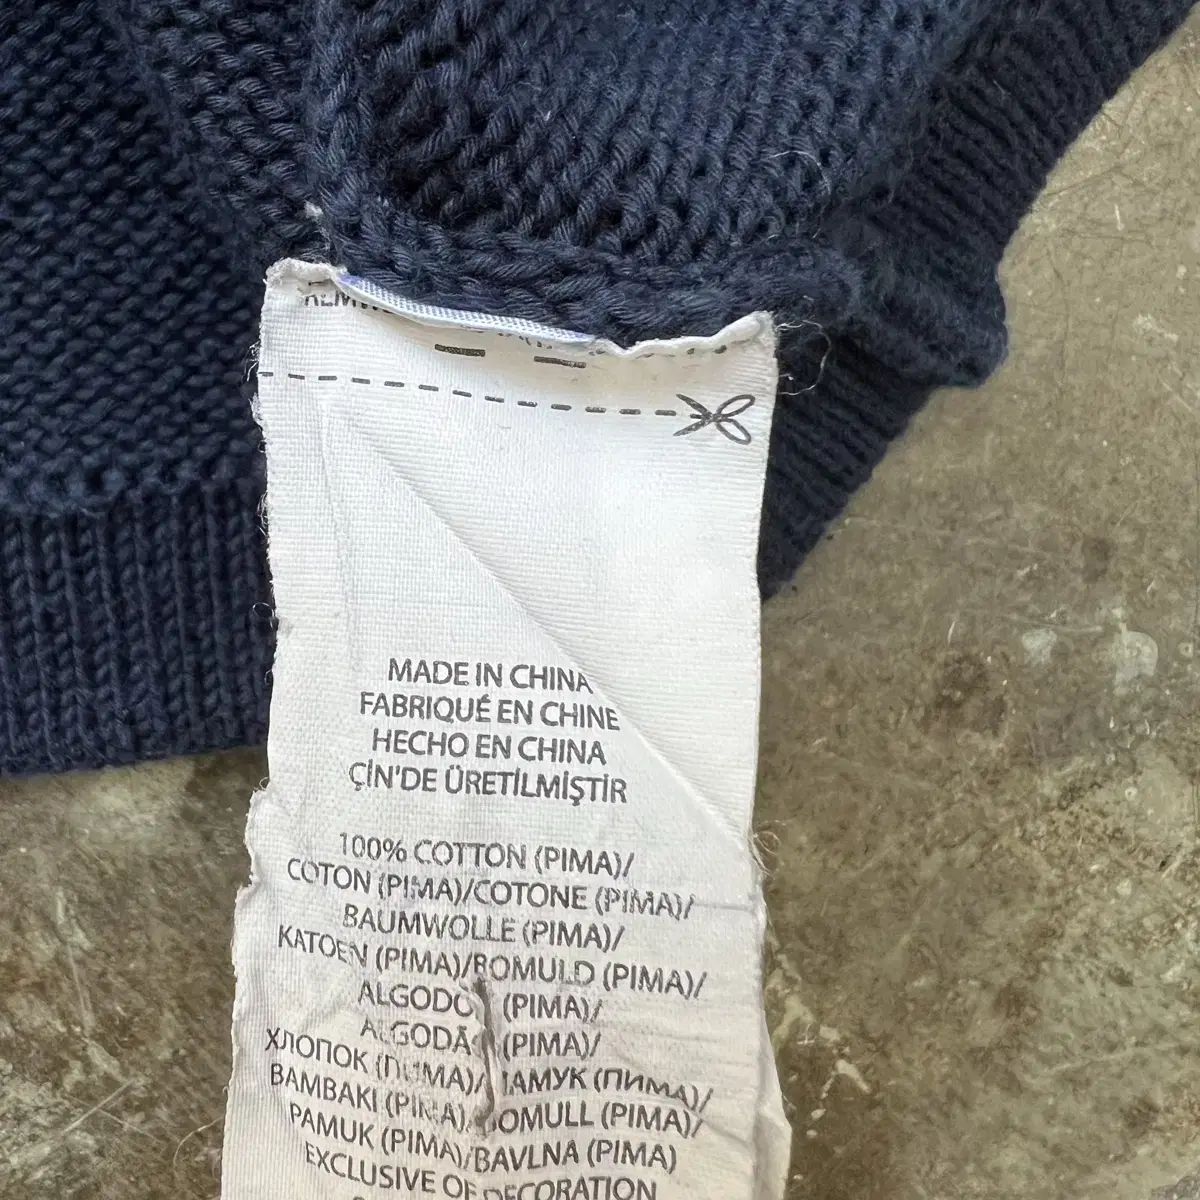 MADE IN CHINA
FABRIQUÉ EN CHINE
HECHO EN CHINA
ÇİN'DE ÜRETİLMİŞTİR
100% COTTON (PIMA)/
COTON (PIMA)/COTONE (PIMA)/
BAUMWOLLE (PIMA)/
KATOEN (PIMA)/BOMULD (PIMA)/
(PIMA)/
(PIMA)/
ХЛОПОК (ПИМА)/ (ПИМА)/
BAMBAKI (PIMA)/ (PIMA)/
PAMUK (PIMA)/BAVLNA (PIMA)
EXCLUSIVE OF DECORATION